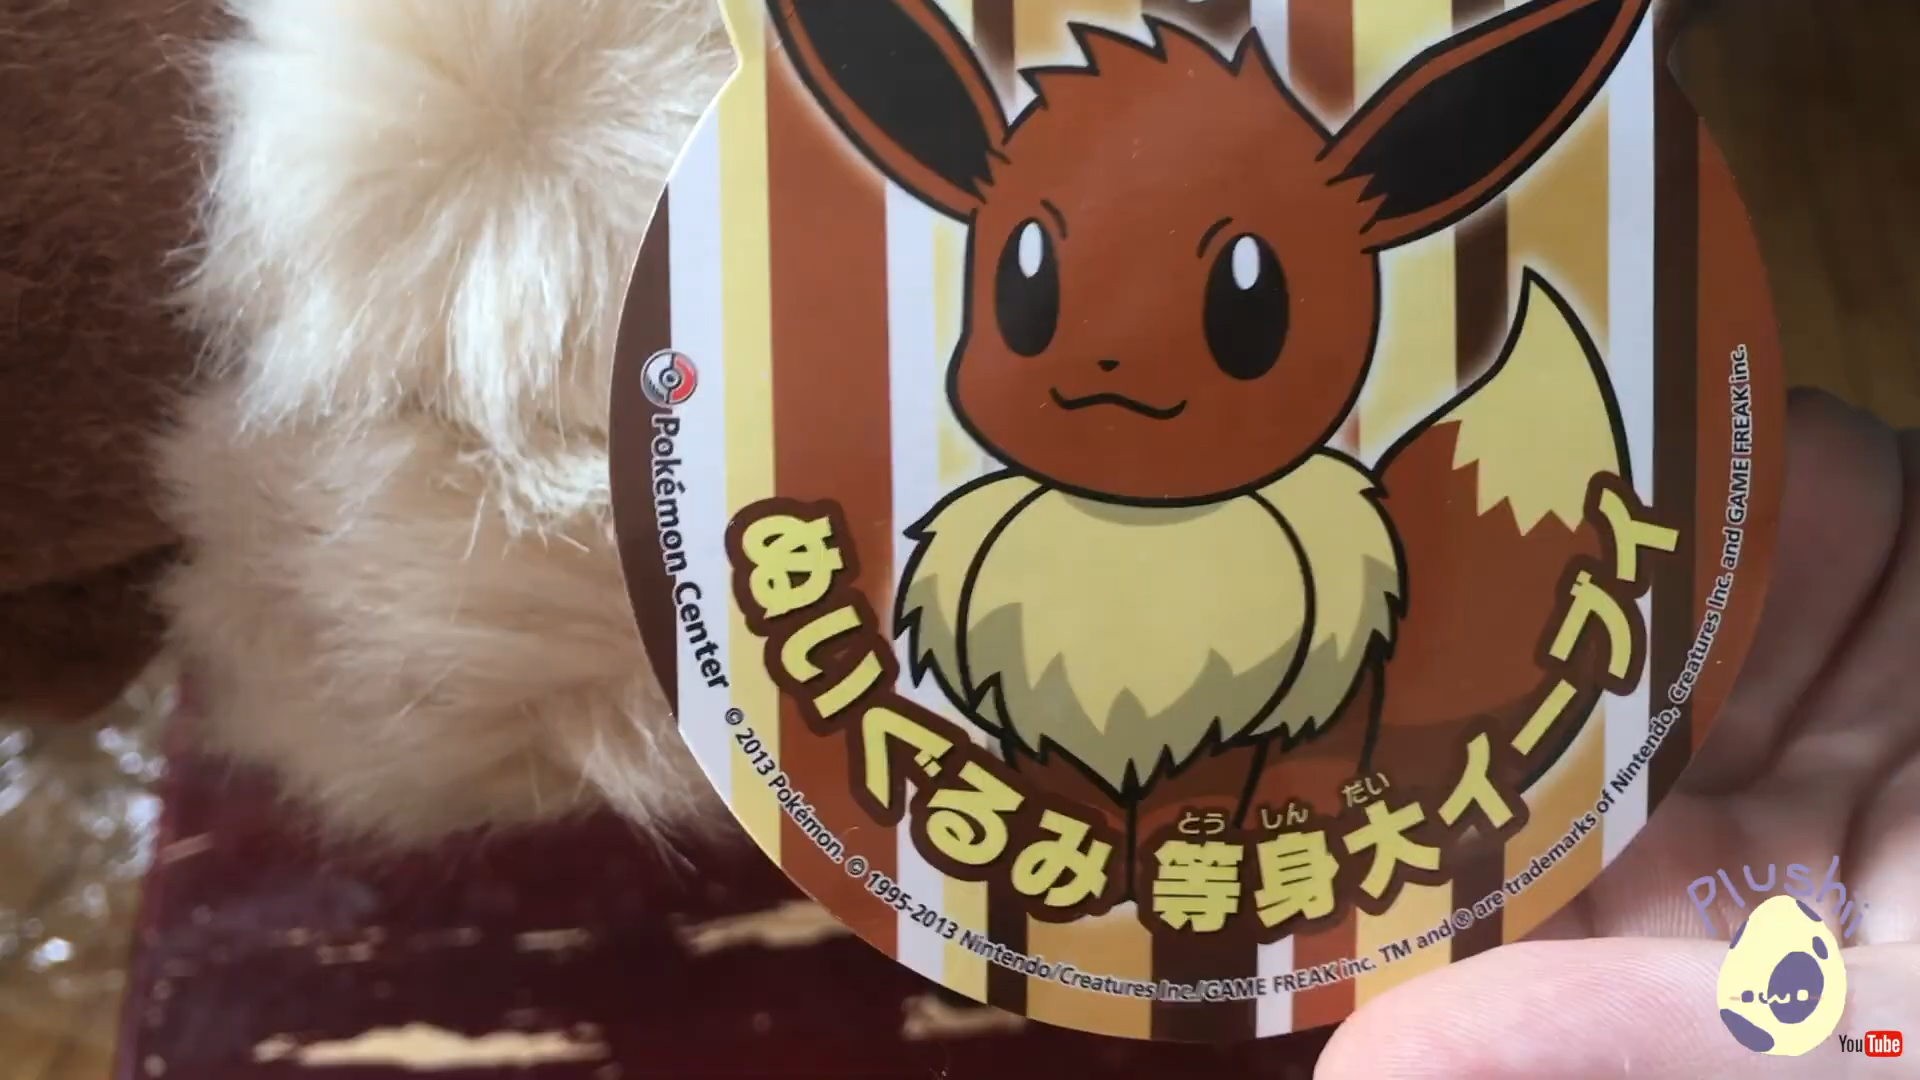 Pokémon Center
ぬいぐるみ 等身大イーブイ
とう しん だい
© 2013 Pokémon. © 1995-2013 Nintendo/Creatures Inc./GAME FREAK inc. TM and ® are trademarks of Nintendo, Creatures Inc. and GAME FREAK inc.
Plushii
YouTube